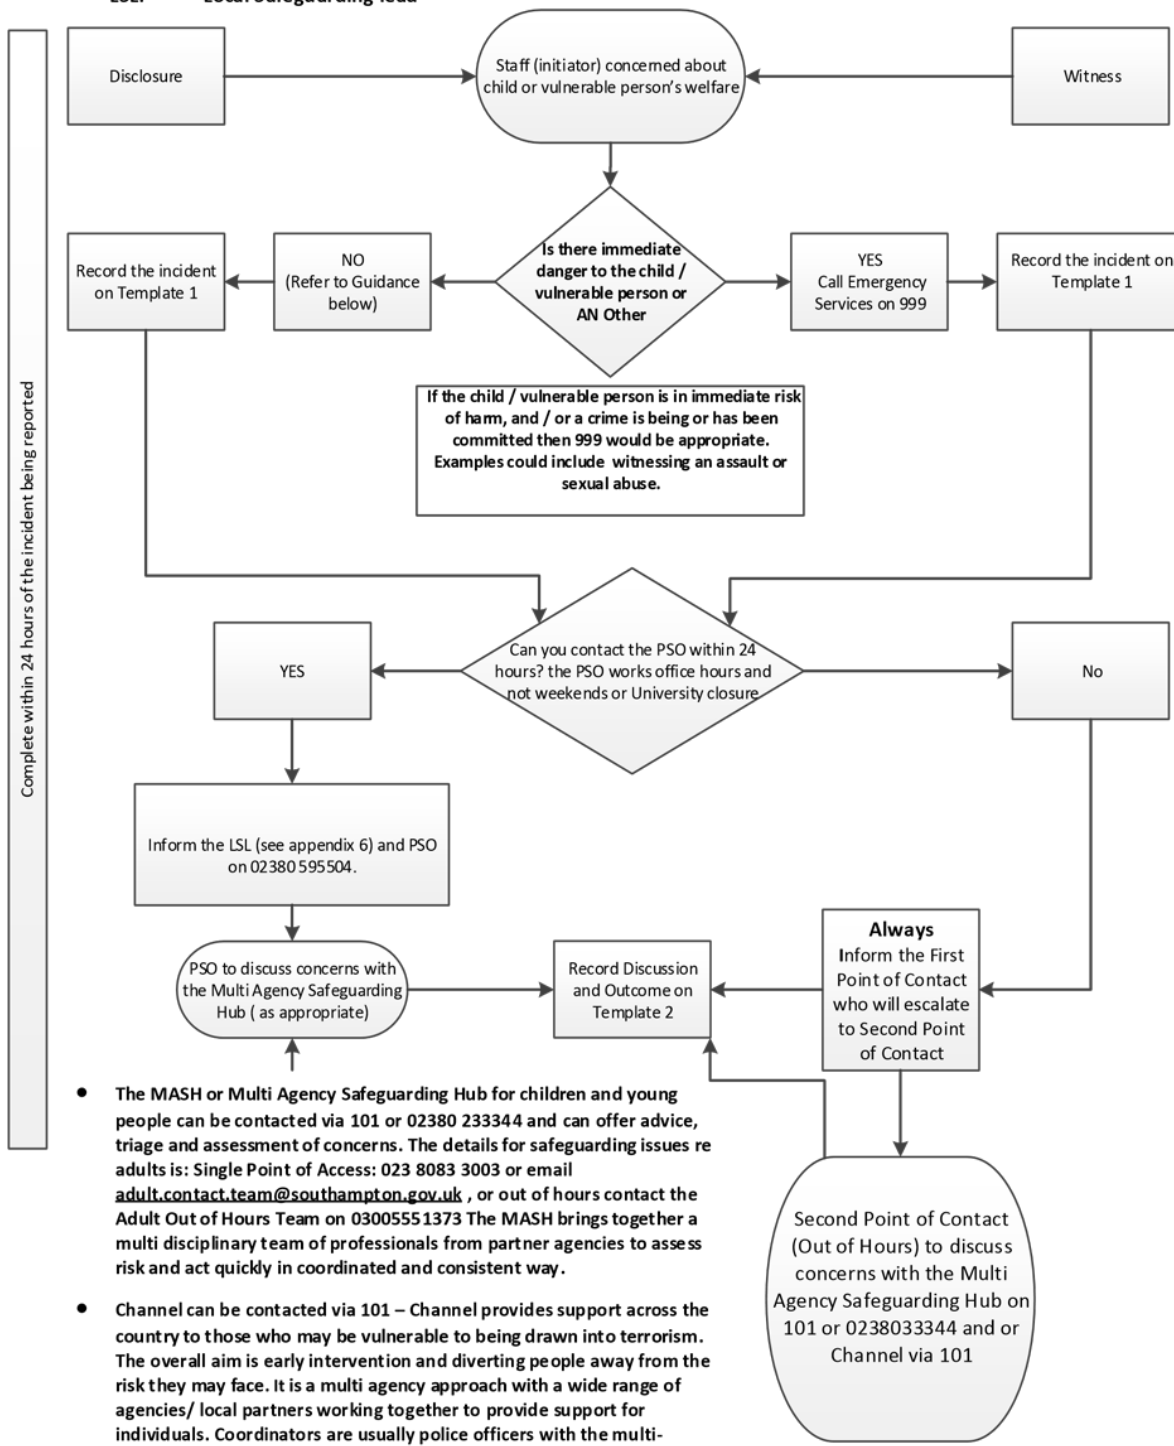 LSL: Local Safeguarding lead
Disclosure
Staff (initiator) concerned about
child or vulnerable person's welfare
Witness
Record the incident
on Template 1
NO
(Refer to Guidance
below)
Is there immediate
danger to the child /
vulnerable person or
AN Other
YES
Call Emergency
Services on 999
Record the incident on
Template 1
If the child / vulnerable person is in immediate risk
of harm, and / or a crime is being or has been
committed then 999 would be appropriate.
Examples could include witnessing an assault or
sexual abuse.
Complete within 24 hours of the incident being reported
YES
Can you contact the PSO within 24
hours? the PSO works office hours and
not weekends or University closure
No
Inform the LSL (see appendix 6) and PSO
on 02380 595504.
PSO to discuss concerns with
the Multi Agency Safeguarding
Hub ( as appropriate)
Record Discussion
and Outcome on
Template 2
Always
Inform the First
Point of Contact
who will escalate
to Second Point
of Contact
• The MASH or Multi Agency Safeguarding Hub for children and young
people can be contacted via 101 or 02380 233344 and can offer advice,
triage and assessment of concerns. The details for safeguarding issues re
adults is: Single Point of Access: 023 8083 3003 or email
adult.contact.team@southampton.gov.uk , or out of hours contact the
Adult Out of Hours Team on 03005551373 The MASH brings together a
multi disciplinary team of professionals from partner agencies to assess
risk and act quickly in coordinated and consistent way.
• Channel can be contacted via 101 – Channel provides support across the
country to those who may be vulnerable to being drawn into terrorism.
The overall aim is early intervention and diverting people away from the
risk they may face. It is a multi agency approach with a wide range of
agencies/ local partners working together to provide support for
individuals. Coordinators are usually police officers with the multi-
Second Point of Contact
(Out of Hours) to discuss
concerns with the Multi
Agency Safeguarding Hub on
101 or 0238033344 and or
Channel via 101